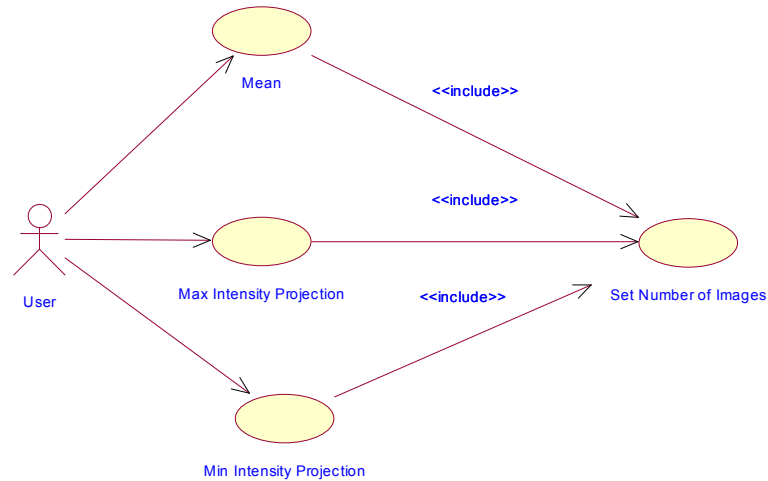 Mean
<<include>>
<<include>>
User
Max Intensity Projection
<<include>>
Set Number of Images
Min Intensity Projection